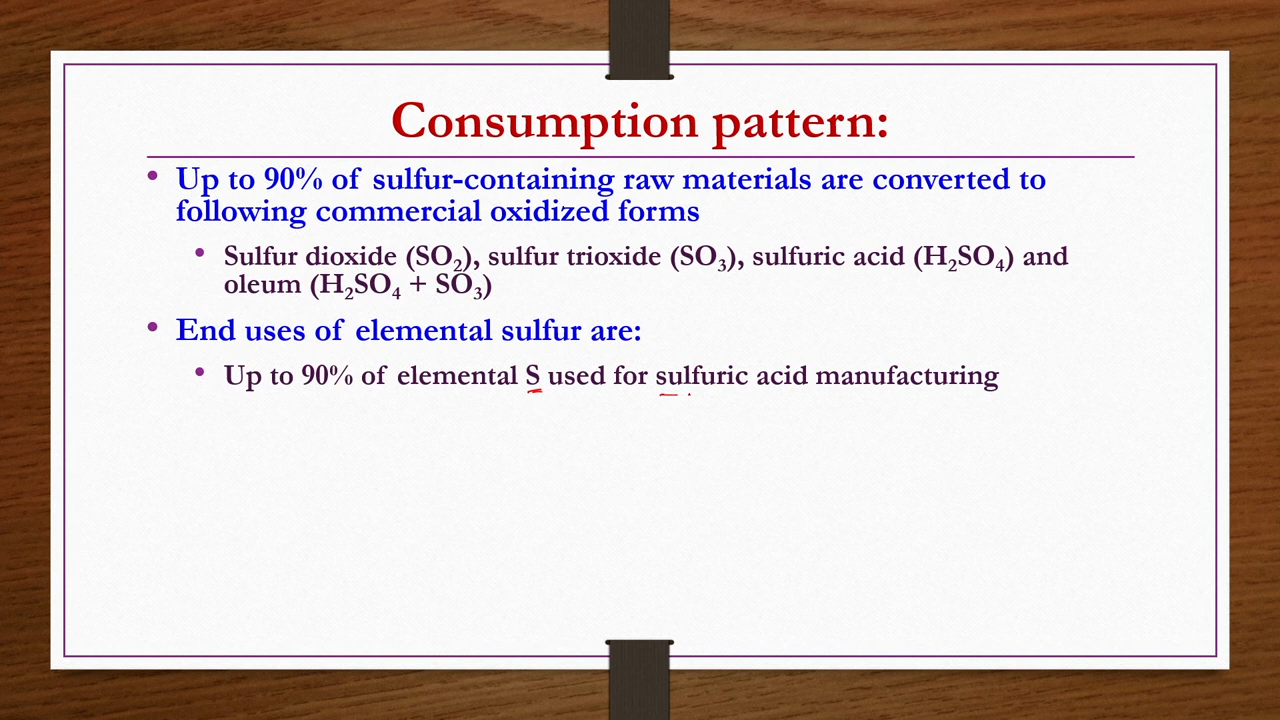 Consumption pattern:
• Up to 90% of sulfur-containing raw materials are converted to
following commercial oxidized forms
• Sulfur dioxide (SO₂), sulfur trioxide (SO₃), sulfuric acid (H₂SO₄) and
oleum (H₂SO₄ + SO₃)
• End uses of elemental sulfur are:
• Up to 90% of elemental S used for sulfuric acid manufacturing